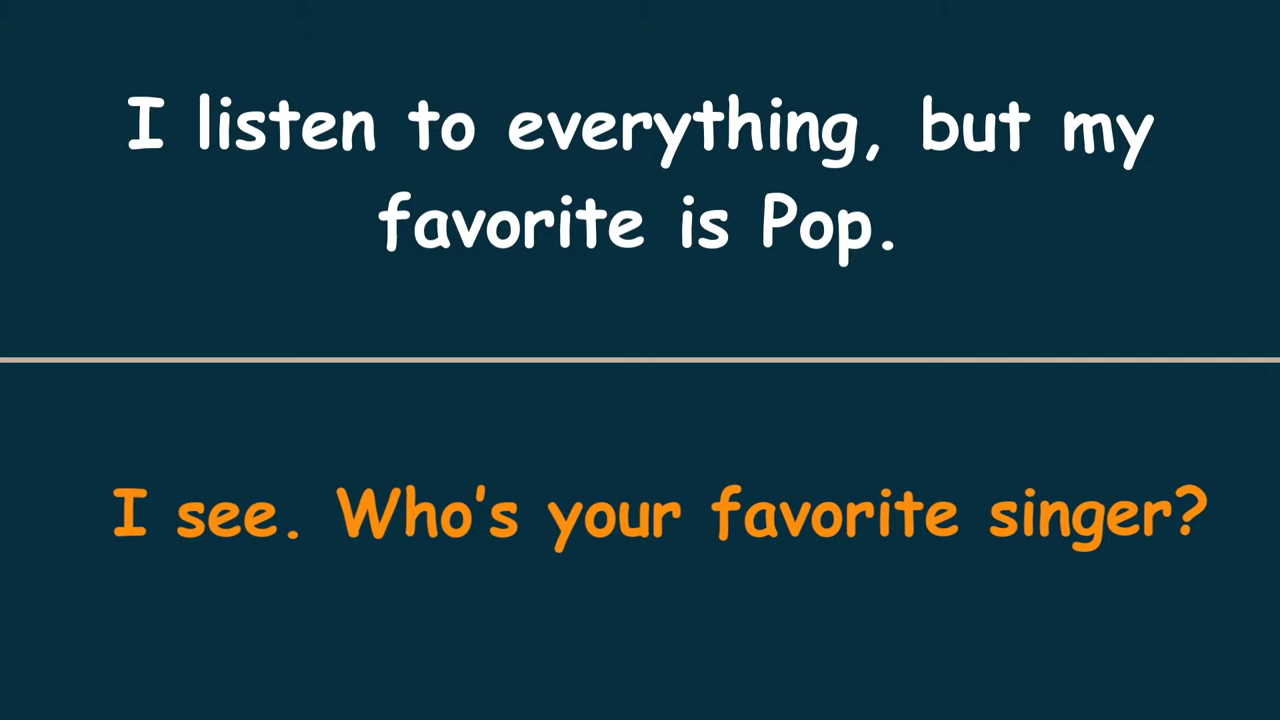 I listen to everything, but my
favorite is Pop.
I see. Who's your favorite singer?